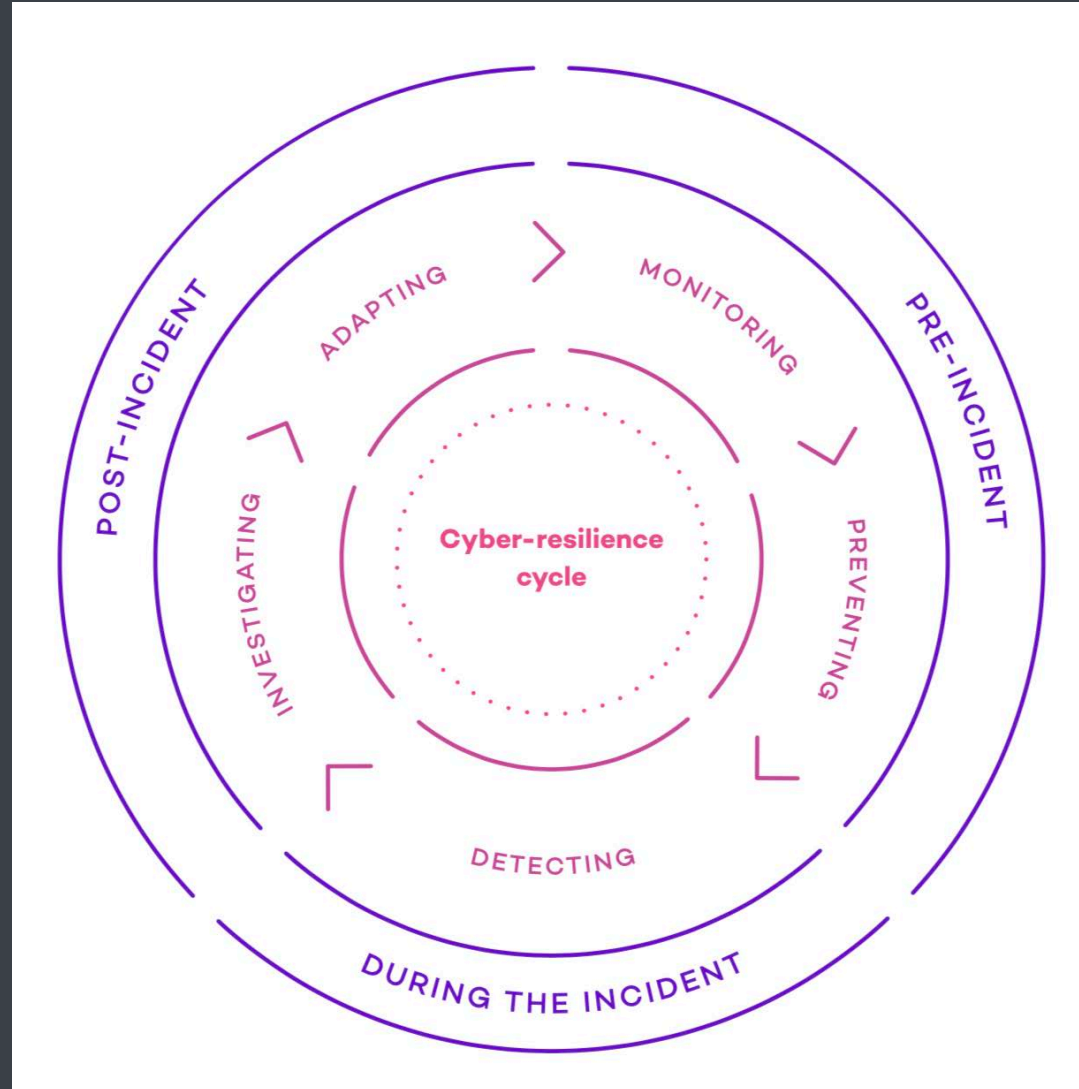 Cyber-resilience
cycle
PRE-INCIDENT
MONITORING
PREVENTING
DURING THE INCIDENT
DETECTING
POST-INCIDENT
INVESTIGATING
ADAPTING